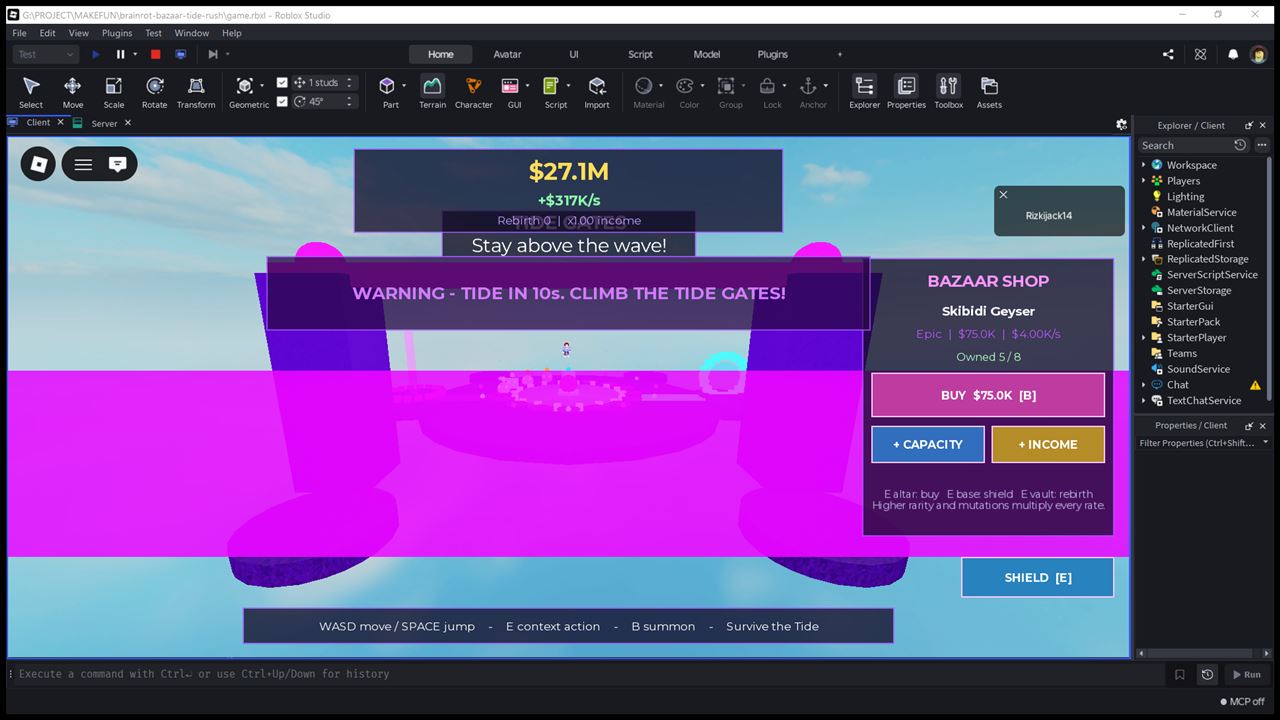 G:\PROJECT\MAKEFUN\brainrot-bazaar-tide-rush\game.rbxl - Roblox Studio
File Edit View Plugins Test Window Help
Test
Home Avatar UI Script Model Plugins +
Select Move Scale Rotate Transform Geometric 1 studs 45° Part Terrain Character GUI Script Import Material Color Group Lock Anchor Explorer Properties Toolbox Assets
Client Server
Explorer / Client
Search
Workspace
Players
Lighting
MaterialService
NetworkClient
ReplicatedFirst
ReplicatedStorage
ServerScriptService
ServerStorage
StarterGui
StarterPack
StarterPlayer
Teams
SoundService
Chat
TextChatService
Properties / Client
Filter Properties (Ctrl+Shift...
$27.1M
+$317K/s
Rebirth 0 | x1.00 income
TIDE GATES
Stay above the wave!
WARNING - TIDE IN 10s. CLIMB THE TIDE GATES!
Rizkijack14
BAZAAR SHOP
Skibidi Geyser
Epic | $75.0K | $4.00K/s
Owned 5 / 8
BUY $75.0K [B]
+ CAPACITY + INCOME
E altar: buy E base: shield E vault: rebirth
Higher rarity and mutations multiply every rate.
SHIELD [E]
WASD move / SPACE jump - E context action - B summon - Survive the Tide
Execute a command with Ctrl↵ or use Ctrl+Up/Down for history
Run
MCP off